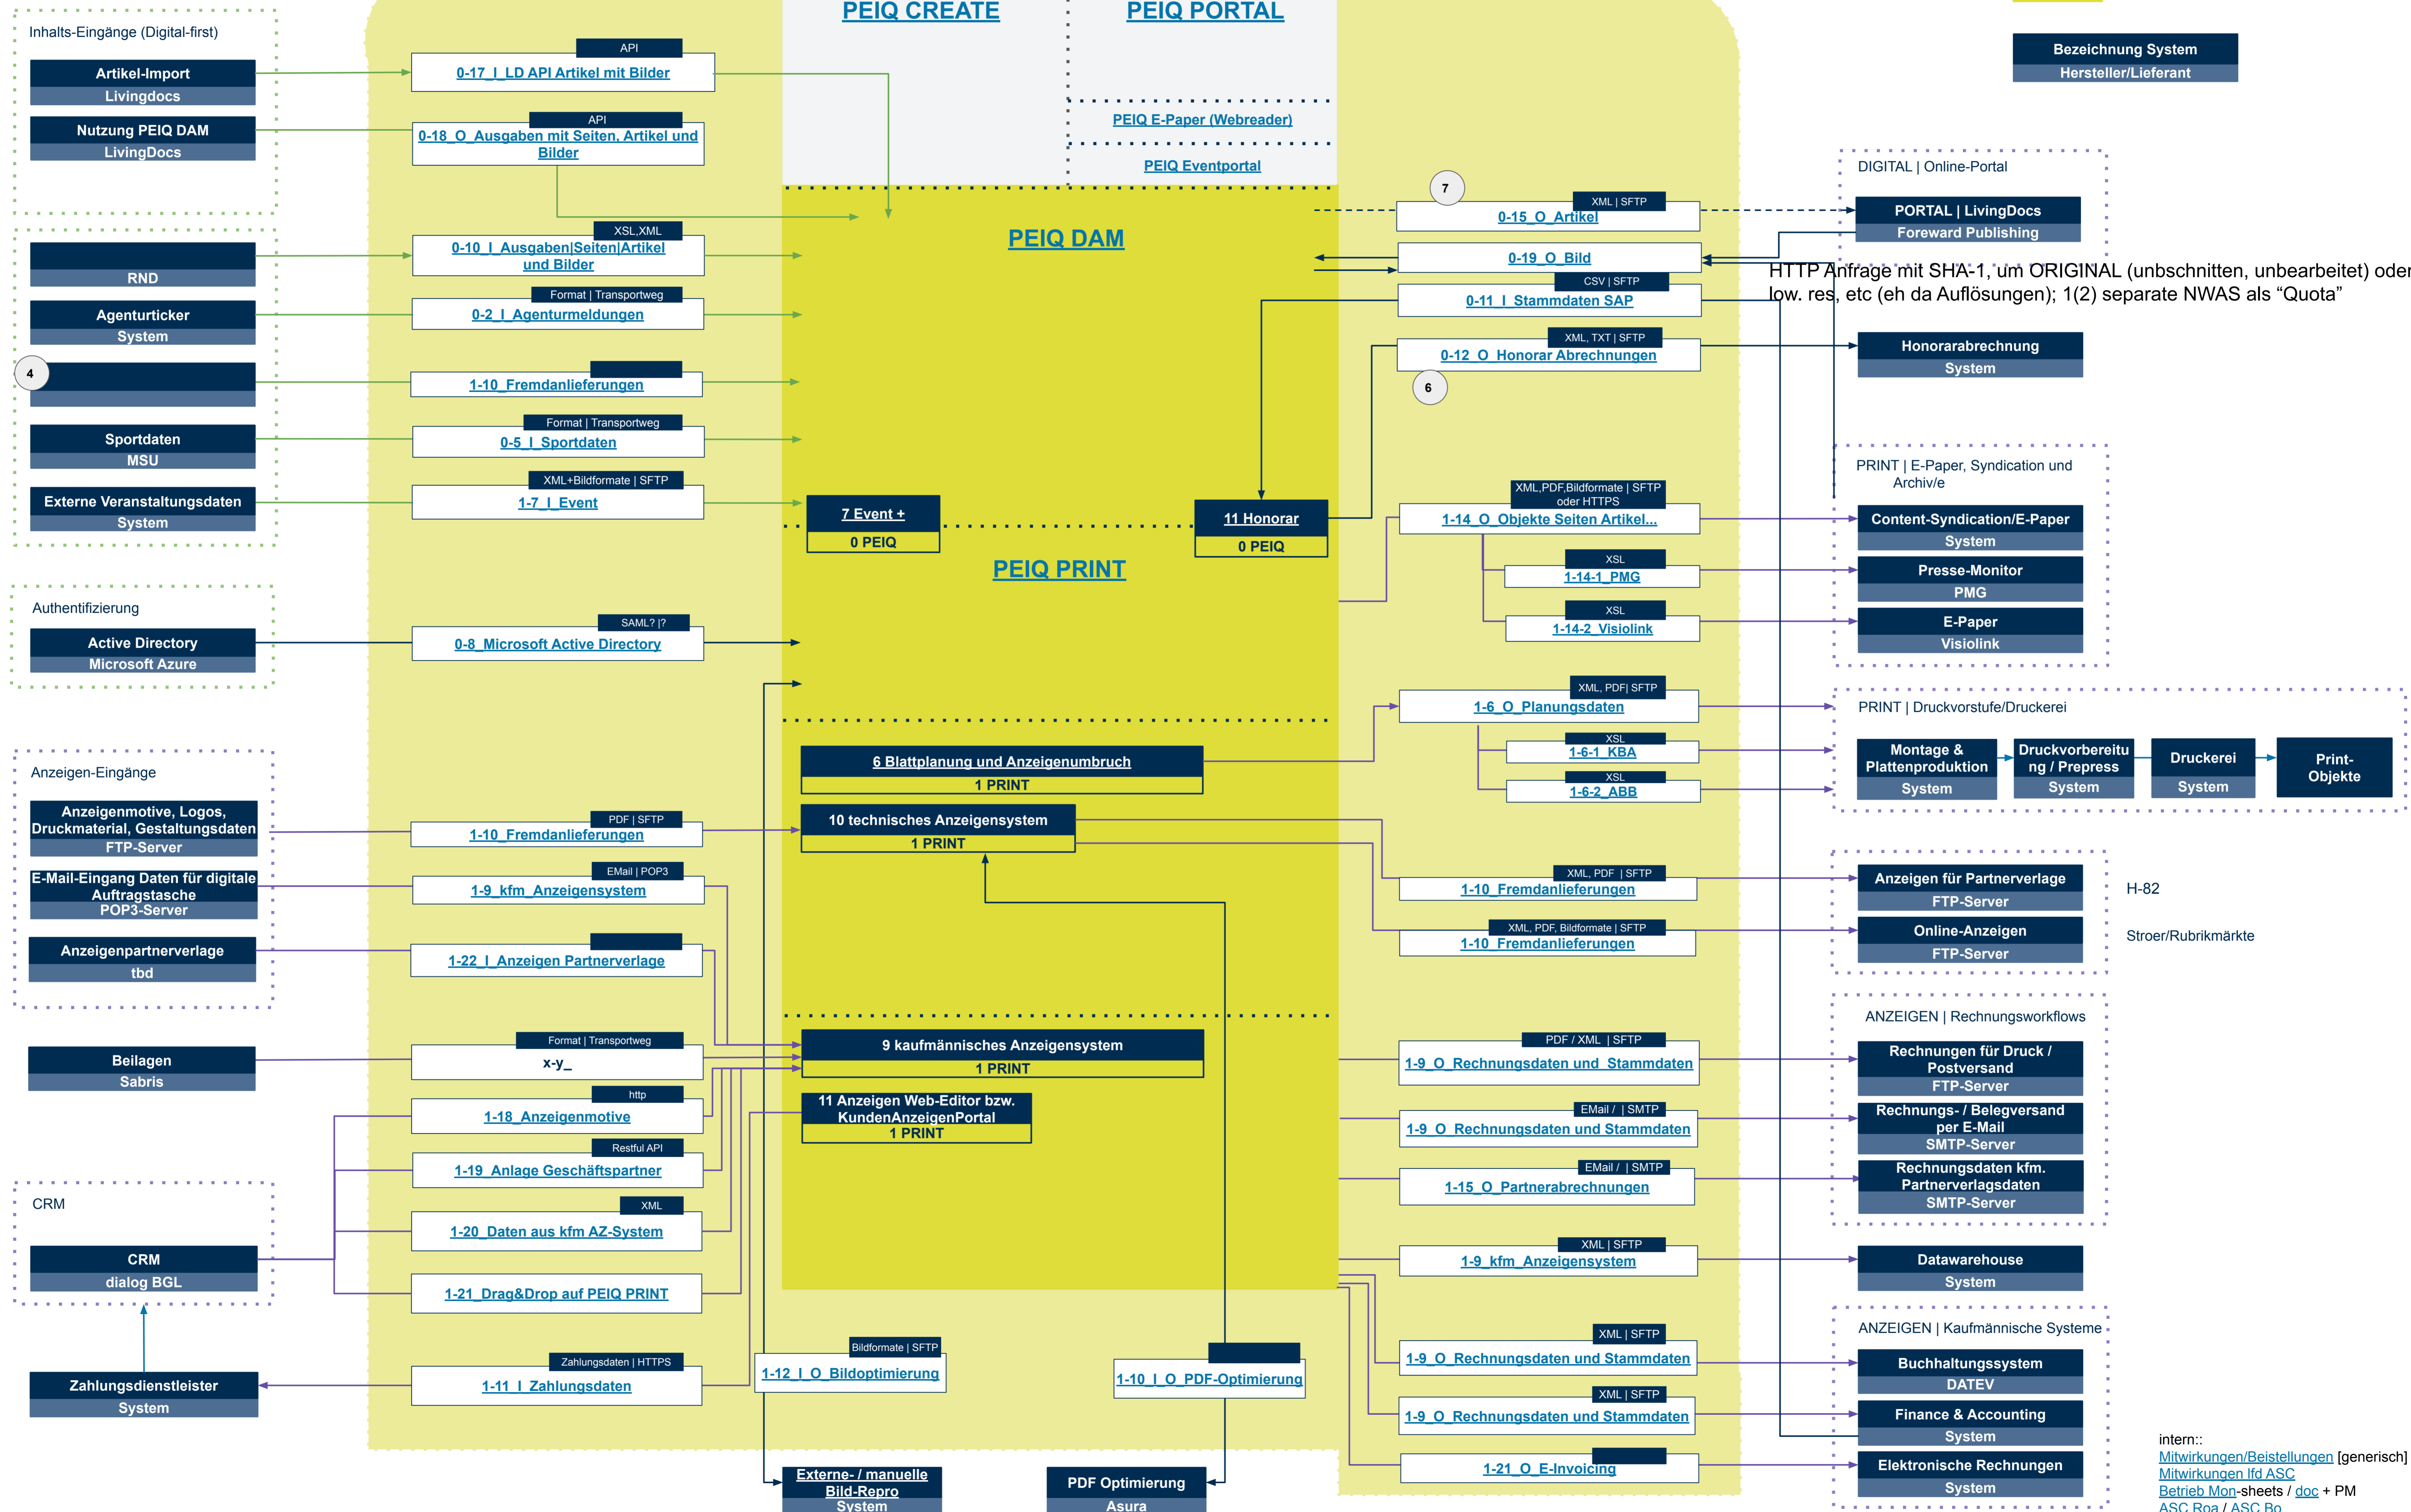 PEIQ CREATE
PEIQ PORTAL
PEIQ E-Paper (Webreader)
PEIQ Eventportal
Bezeichnung System
Hersteller/Lieferant
Inhalts-Eingänge (Digital-first)
Artikel-Import
Livingdocs
Nutzung PEIQ DAM
LivingDocs
RND
Agenturticker
System
4
Sportdaten
MSU
Externe Veranstaltungsdaten
System
Authentifizierung
Active Directory
Microsoft Azure
Anzeigen-Eingänge
Anzeigenmotive, Logos,
Druckmaterial, Gestaltungsdaten
FTP-Server
E-Mail-Eingang Daten für digitale
Auftragstasche
POP3-Server
Anzeigenpartnerverlage
tbd
Beilagen
Sabris
CRM
CRM
dialog BGL
Zahlungsdienstleister
System
API
0-17_I_LD API Artikel mit Bilder
API
0-18_O_Ausgaben mit Seiten, Artikel und
Bilder
XSL,XML
0-10_I_Ausgaben|Seiten|Artikel
und Bilder
Format | Transportweg
0-2_I_Agenturmeldungen
1-10_Fremdanlieferungen
Format | Transportweg
0-5_I_Sportdaten
XML+Bildformate | SFTP
1-7_I_Event
SAML? |?
0-8_Microsoft Active Directory
PDF | SFTP
1-10_Fremdanlieferungen
EMail | POP3
1-9_kfm_Anzeigensystem
1-22_I_Anzeigen Partnerverlage
Format | Transportweg
x-y_
http
1-18_Anzeigenmotive
Restful API
1-19_Anlage Geschäftspartner
XML
1-20_Daten aus kfm AZ-System
1-21_Drag&Drop auf PEIQ PRINT
Zahlungsdaten | HTTPS
1-11_I_Zahlungsdaten
PEIQ DAM
7 Event +
0 PEIQ
11 Honorar
0 PEIQ
PEIQ PRINT
6 Blattplanung und Anzeigenumbruch
1 PRINT
10 technisches Anzeigensystem
1 PRINT
9 kaufmännisches Anzeigensystem
1 PRINT
11 Anzeigen Web-Editor bzw.
KundenAnzeigenPortal
1 PRINT
Bildformate | SFTP
1-12_I_O_Bildoptimierung
1-10_I_O_PDF-Optimierung
Externe- / manuelle
Bild-Repro
System
PDF Optimierung
Asura
7
XML | SFTP
0-15_O_Artikel
0-19_O_Bild
CSV | SFTP
0-11_I_Stammdaten SAP
XML, TXT | SFTP
0-12_O_Honorar Abrechnungen
6
XML,PDF,Bildformate | SFTP
oder HTTPS
1-14_O_Objekte Seiten Artikel...
XSL
1-14-1_PMG
XSL
1-14-2_Visiolink
XML, PDF| SFTP
1-6_O_Planungsdaten
XSL
1-6-1_KBA
XSL
1-6-2_ABB
XML, PDF | SFTP
1-10_Fremdanlieferungen
XML, PDF, Bildformate | SFTP
1-10_Fremdanlieferungen
PDF / XML | SFTP
1-9_O_Rechnungsdaten und Stammdaten
EMail / | SMTP
1-9_O_Rechnungsdaten und Stammdaten
EMail / | SMTP
1-15_O_Partnerabrechnungen
XML | SFTP
1-9_kfm_Anzeigensystem
XML | SFTP
1-9_O_Rechnungsdaten und Stammdaten
XML | SFTP
1-9_O_Rechnungsdaten und Stammdaten
1-21_O_E-Invoicing
DIGITAL | Online-Portal
PORTAL | LivingDocs
Foreward Publishing
HTTP Anfrage mit SHA-1, um ORIGINAL (unbschnitten, unbearbeitet) oder
low. res, etc (eh da Auflösungen); 1(2) separate NWAS als “Quota”
Honorarabrechnung
System
PRINT | E-Paper, Syndication und
Archiv/e
Content-Syndication/E-Paper
System
Presse-Monitor
PMG
E-Paper
Visiolink
PRINT | Druckvorstufe/Druckerei
Montage &
Plattenproduktion
System
Druckvorbereitu
ng / Prepress
System
Druckerei
System
Print-
Objekte
Anzeigen für Partnerverlage
FTP-Server
H-82
Online-Anzeigen
FTP-Server
Stroer/Rubrikmärkte
ANZEIGEN | Rechnungsworkflows
Rechnungen für Druck /
Postversand
FTP-Server
Rechnungs- / Belegversand
per E-Mail
SMTP-Server
Rechnungsdaten kfm.
Partnerverlagsdaten
SMTP-Server
Datawarehouse
System
ANZEIGEN | Kaufmännische Systeme
Buchhaltungssystem
DATEV
Finance & Accounting
System
Elektronische Rechnungen
System
intern::
Mitwirkungen/Beistellungen [generisch]
Mitwirkungen lfd ASC
Betrieb Mon-sheets / doc + PM
ASC Roa / ASC Bo